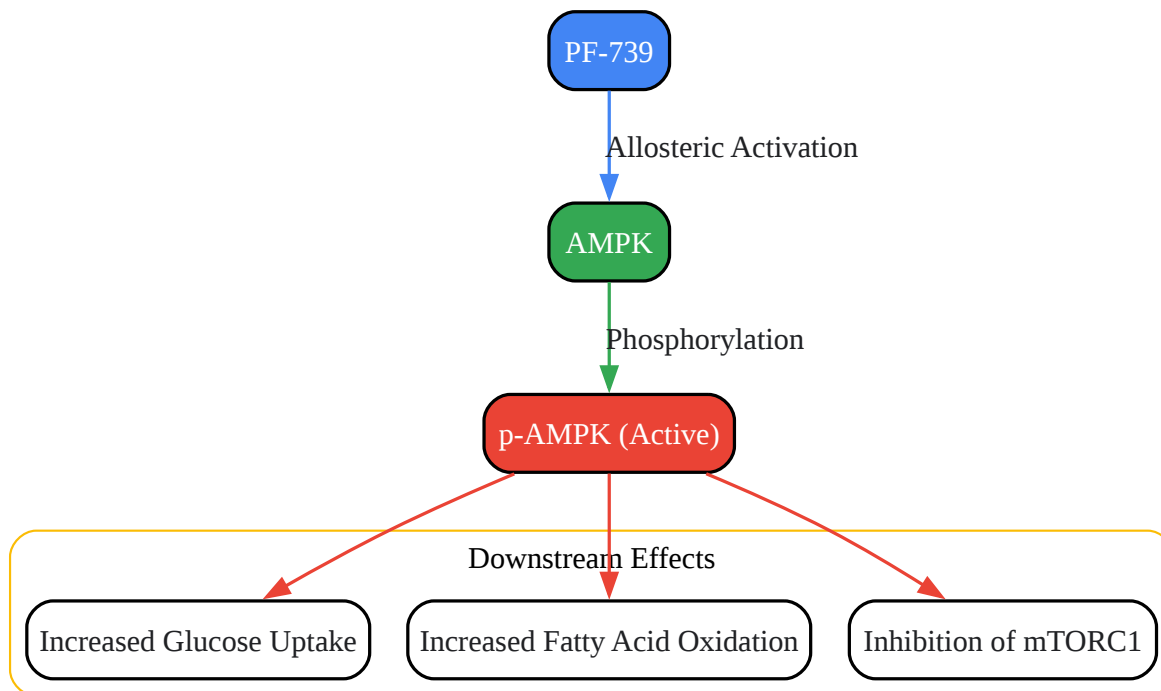 PF-739
Allosteric Activation
AMPK
Phosphorylation
p-AMPK (Active)
Downstream Effects
Increased Glucose Uptake
Increased Fatty Acid Oxidation
Inhibition of mTORC1